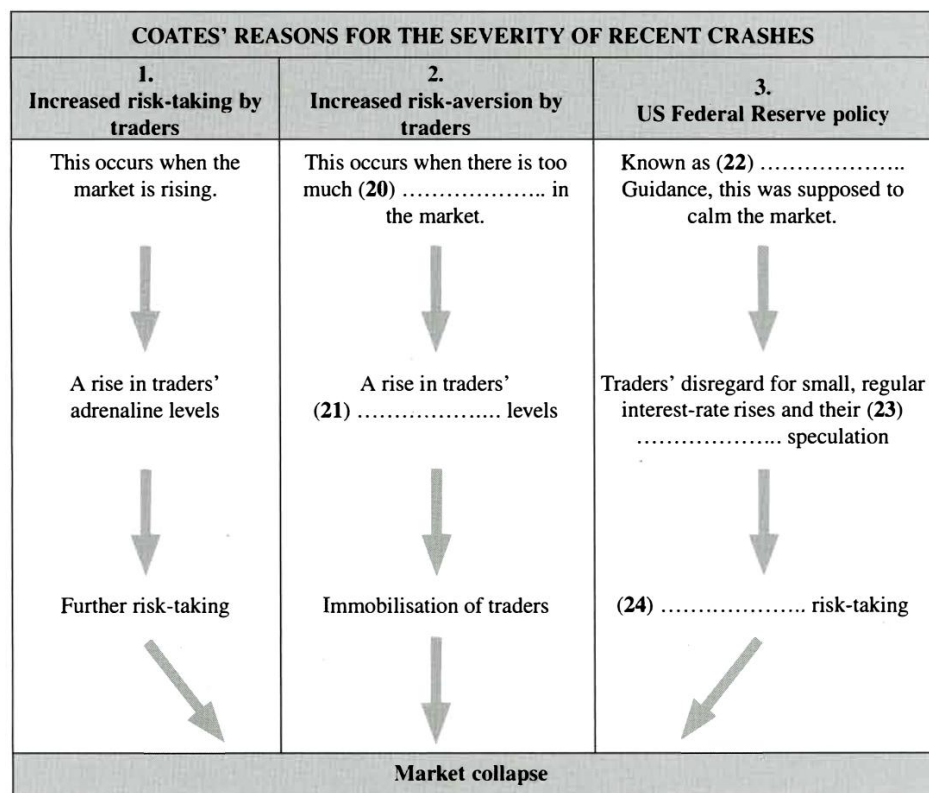 COATES' REASONS FOR THE SEVERITY OF RECENT CRASHES
1.
Increased risk-taking by
traders
This occurs when the
market is rising.
A rise in traders'
adrenaline levels
Further risk-taking
2.
Increased risk-aversion by
traders
This occurs when there is too
much (20) ………………… in
the market.
A rise in traders'
(21) ………………… levels
Immobilisation of traders
3.
US Federal Reserve policy
Known as (22) …………………
Guidance, this was supposed to
calm the market.
Traders' disregard for small, regular
interest-rate rises and their (23)
………………… speculation
(24) ………………… risk-taking
Market collapse